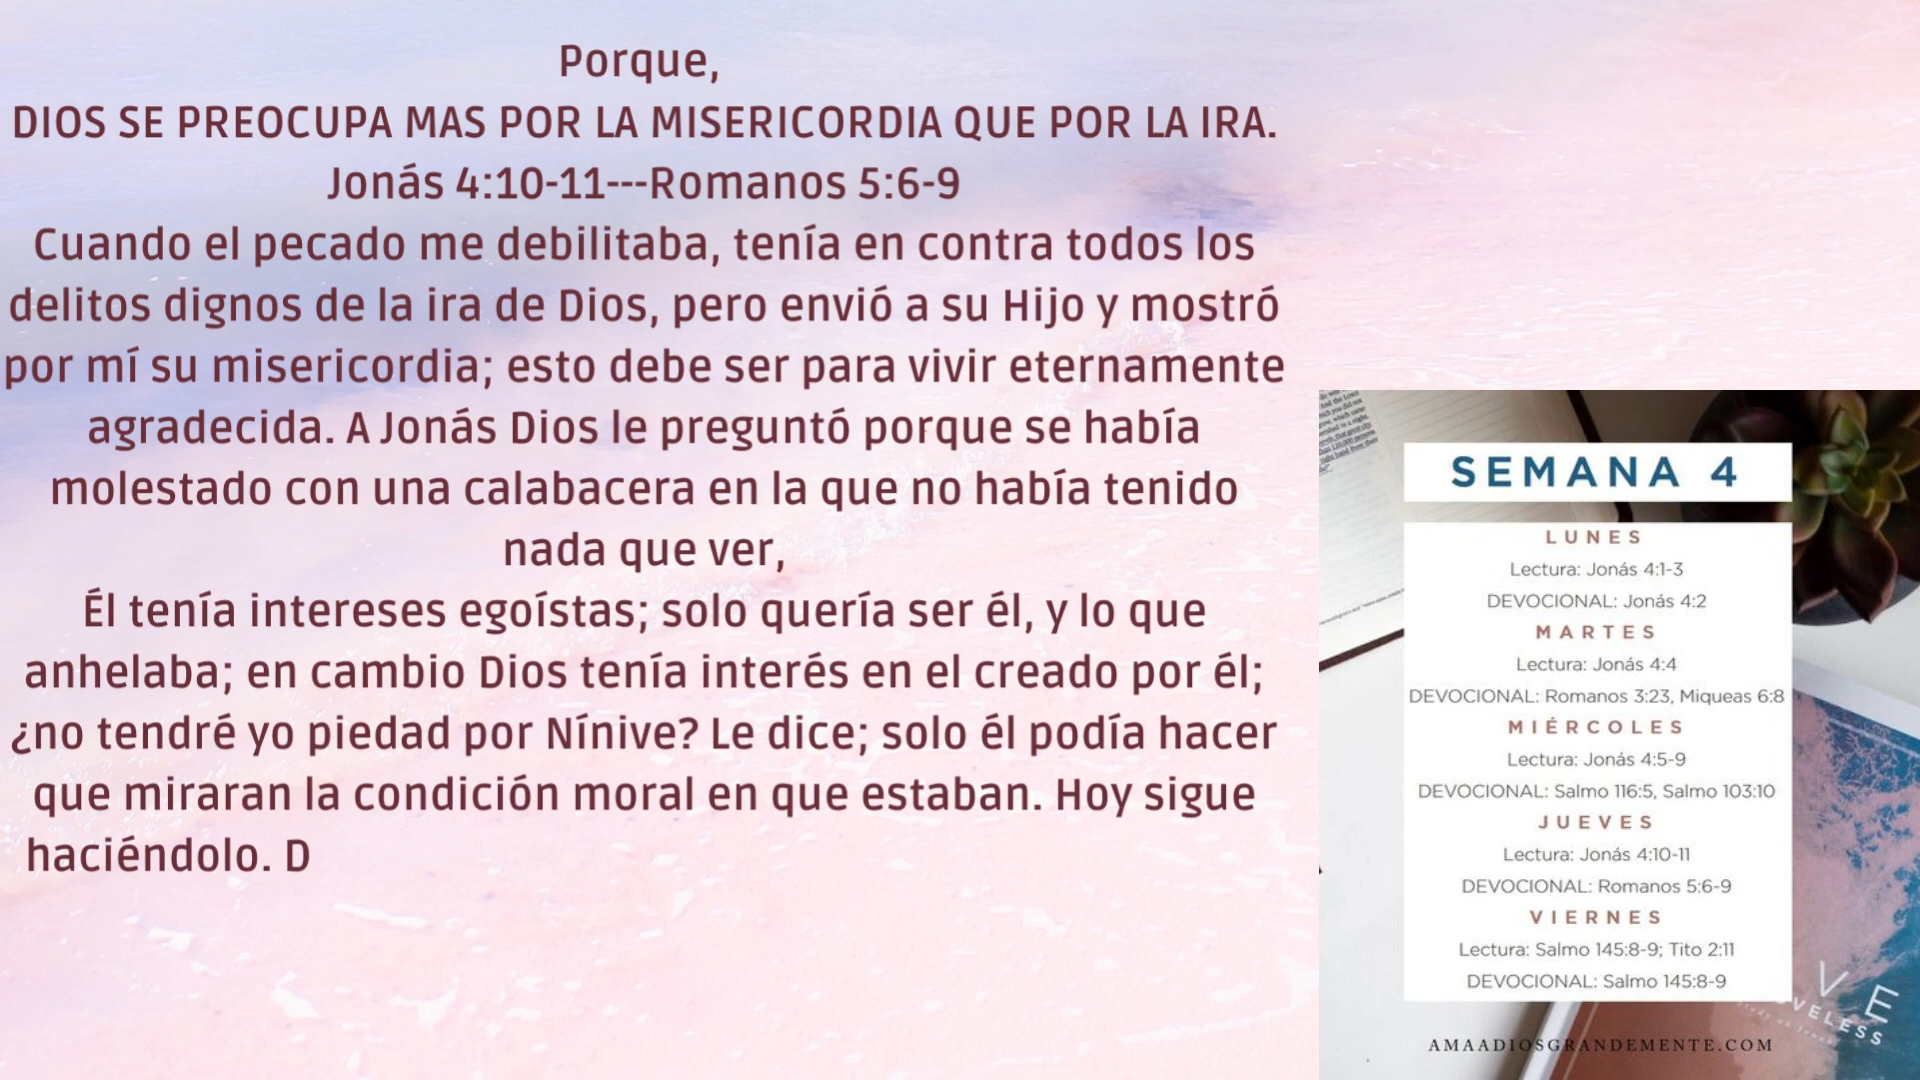 Porque,
DIOS SE PREOCUPA MAS POR LA MISERICORDIA QUE POR LA IRA.
Jonás 4:10-11---Romanos 5:6-9
Cuando el pecado me debilitaba, tenía en contra todos los
delitos dignos de la ira de Dios, pero envió a su Hijo y mostró
por mí su misericordia; esto debe ser para vivir eternamente
agradecida. A Jonás Dios le preguntó porque se había
molestado con una calabacera en la que no había tenido
nada que ver,
Él tenía intereses egoístas; solo quería ser él, y lo que
anhelaba; en cambio Dios tenía interés en el creado por él;
¿no tendré yo piedad por Nínive? Le dice; solo él podía hacer
que miraran la condición moral en que estaban. Hoy sigue
haciéndolo. D
SEMANA 4
LUNES
Lectura: Jonás 4:1-3
DEVOCIONAL: Jonás 4:2
MARTES
Lectura: Jonás 4:4
DEVOCIONAL: Romanos 3:23, Miqueas 6:8
MIÉRCOLES
Lectura: Jonás 4:5-9
DEVOCIONAL: Salmo 116:5, Salmo 103:10
JUEVES
Lectura: Jonás 4:10-11
DEVOCIONAL: Romanos 5:6-9
VIERNES
Lectura: Salmo 145:8-9; Tito 2:11
DEVOCIONAL: Salmo 145:8-9
VE
VELESS
AMAADIOSGRANDEMENTE.COM